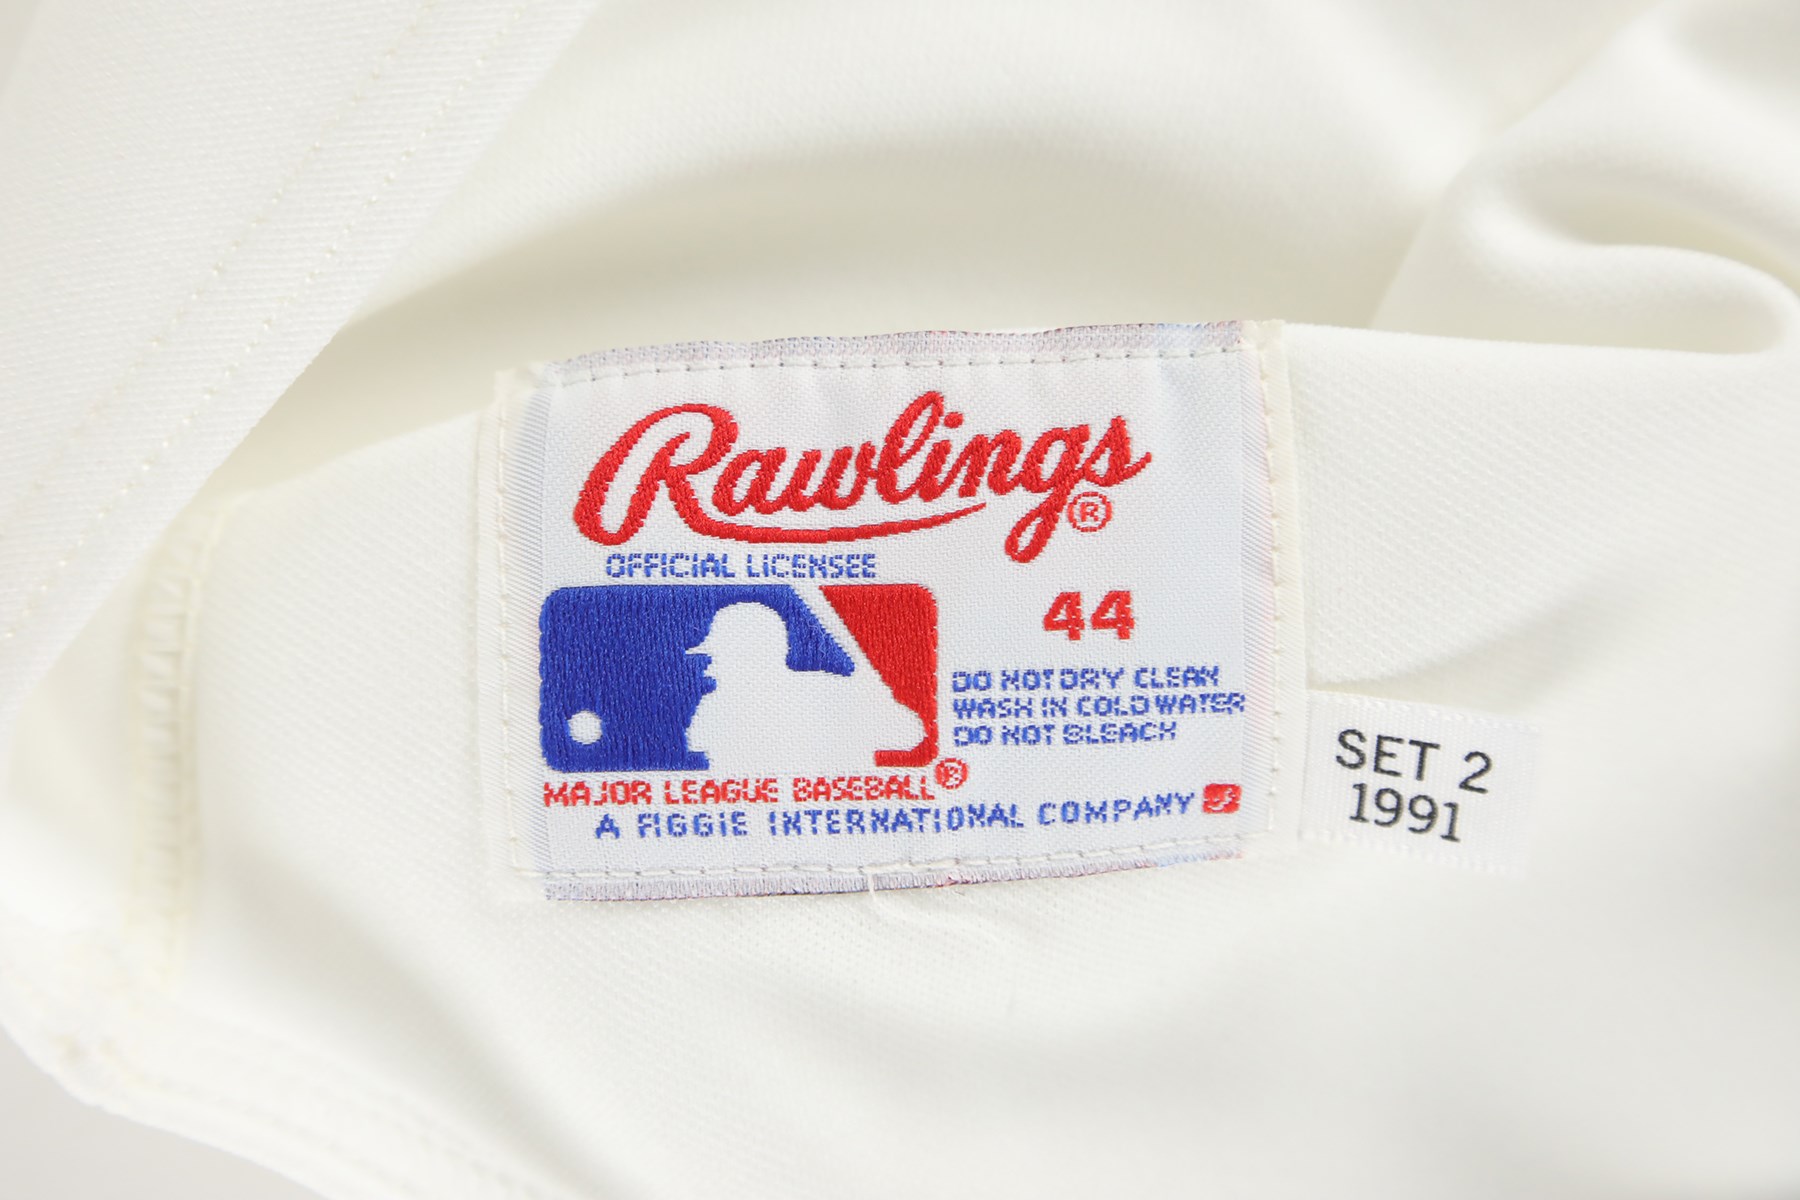 Rawlings®
OFFICIAL LICENSEE
44
DO NOT DRY CLEAN
WASH IN COLD WATER
DO NOT BLEACH
MAJOR LEAGUE BASEBALL®
A FIGGIE INTERNATIONAL COMPANY
SET 2
1991